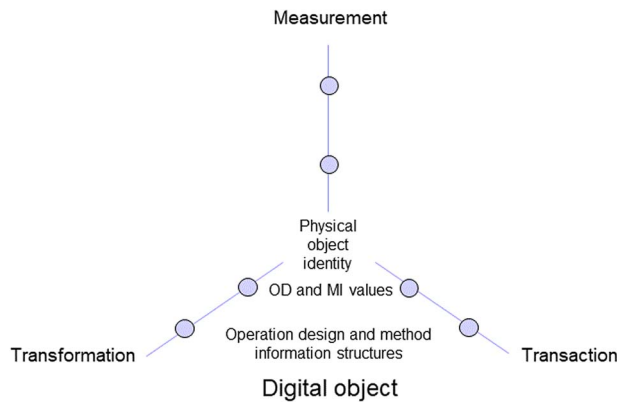 Measurement
Physical
object
identity
OD and MI values
Operation design and method
information structures
Transformation
Transaction
Digital object